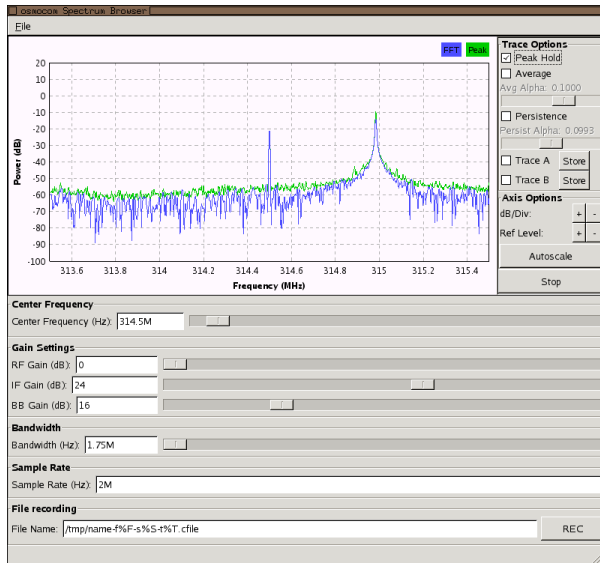 osmocom Spectrum Browser
File
FFT Peak
20
10
0
-10
-20
-30
-40
-50
-60
-70
-80
-90
-100
Power (dB)
313.6 313.8 314 314.2 314.4 314.6 314.8 315 315.2 315.4
Frequency (MHz)
Trace Options
Peak Hold
Average
Avg Alpha: 0.1000
Persistence
Persist Alpha: 0.0993
Trace A Store
Trace B Store
Axis Options
dB/Div: + -
Ref Level: + -
Autoscale
Stop
Center Frequency
Center Frequency (Hz): 314.5M
Gain Settings
RF Gain (dB): 0
IF Gain (dB): 24
BB Gain (dB): 16
Bandwidth
Bandwidth (Hz): 1.75M
Sample Rate
Sample Rate (Hz): 2M
File recording
File Name: /tmp/name-f%F-s%S-t%T.cfile REC